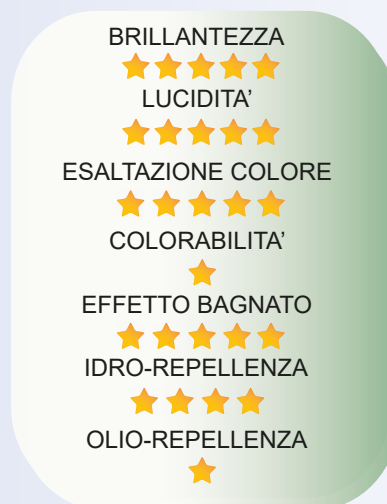 BRILLANTEZZA
LUCIDITA'
ESALTAZIONE COLORE
COLORABILITA'
EFFETTO BAGNATO
IDRO-REPELLENZA
OLIO-REPELLENZA